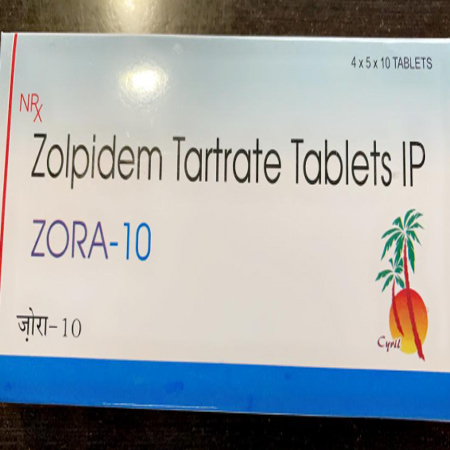 4 x 5 x 10 TABLETS
NRx
Zolpidem Tartrate Tablets IP
ZORA-10
ज़ोरा-10
Cyril